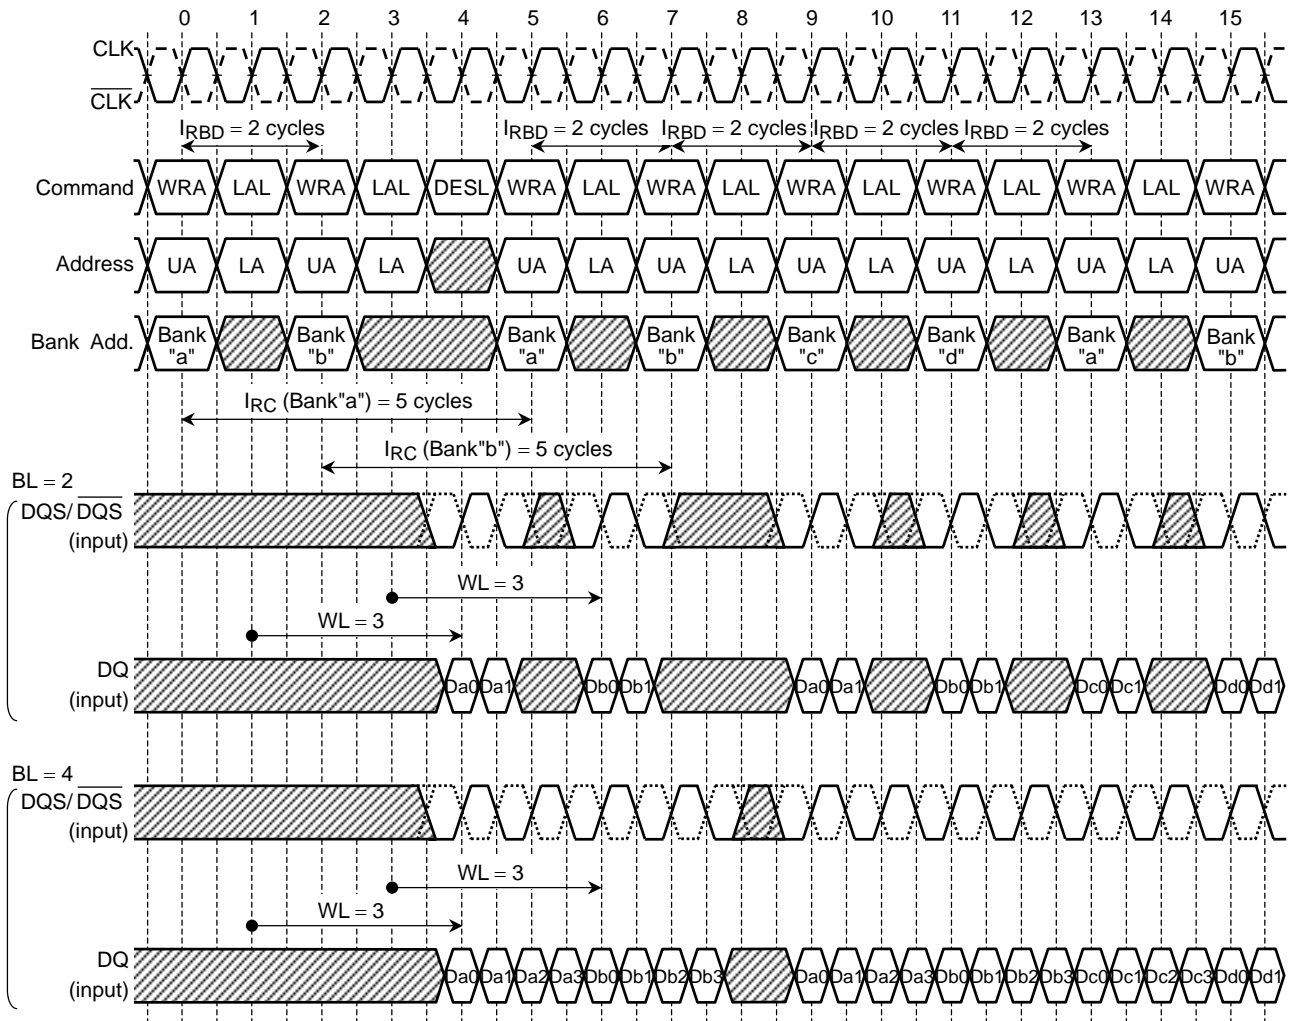 0 1 2 3 4 5 6 7 8 9 10 11 12 13 14 15
CLK
CLK
IRBD = 2 cycles IRBD = 2 cycles IRBD = 2 cycles IRBD = 2 cycles IRBD = 2 cycles
Command WRA LAL WRA LAL DESL WRA LAL WRA LAL WRA LAL WRA LAL WRA LAL WRA
Address UA LA UA LA UA LA UA LA UA LA UA LA UA LA UA
Bank Add. Bank "a" Bank "b" Bank "a" Bank "b" Bank "c" Bank "d" Bank "a" Bank "b"
IRC (Bank"a") = 5 cycles
IRC (Bank"b") = 5 cycles
BL = 2
DQS/ DQS
(input)
WL = 3
WL = 3
DQ
(input)
Da0 Da1 Db0 Db1 Da0 Da1 Db0 Db1 Dc0 Dc1 Dd0 Dd1
BL = 4
DQS/ DQS
(input)
WL = 3
WL = 3
DQ
(input)
Da0 Da1 Da2 Da3 Db0 Db1 Db2 Db3 Da0 Da1 Da2 Da3 Db0 Db1 Db2 Db3 Dc0 Dc1 Dc2 Dc3 Dd0 Dd1